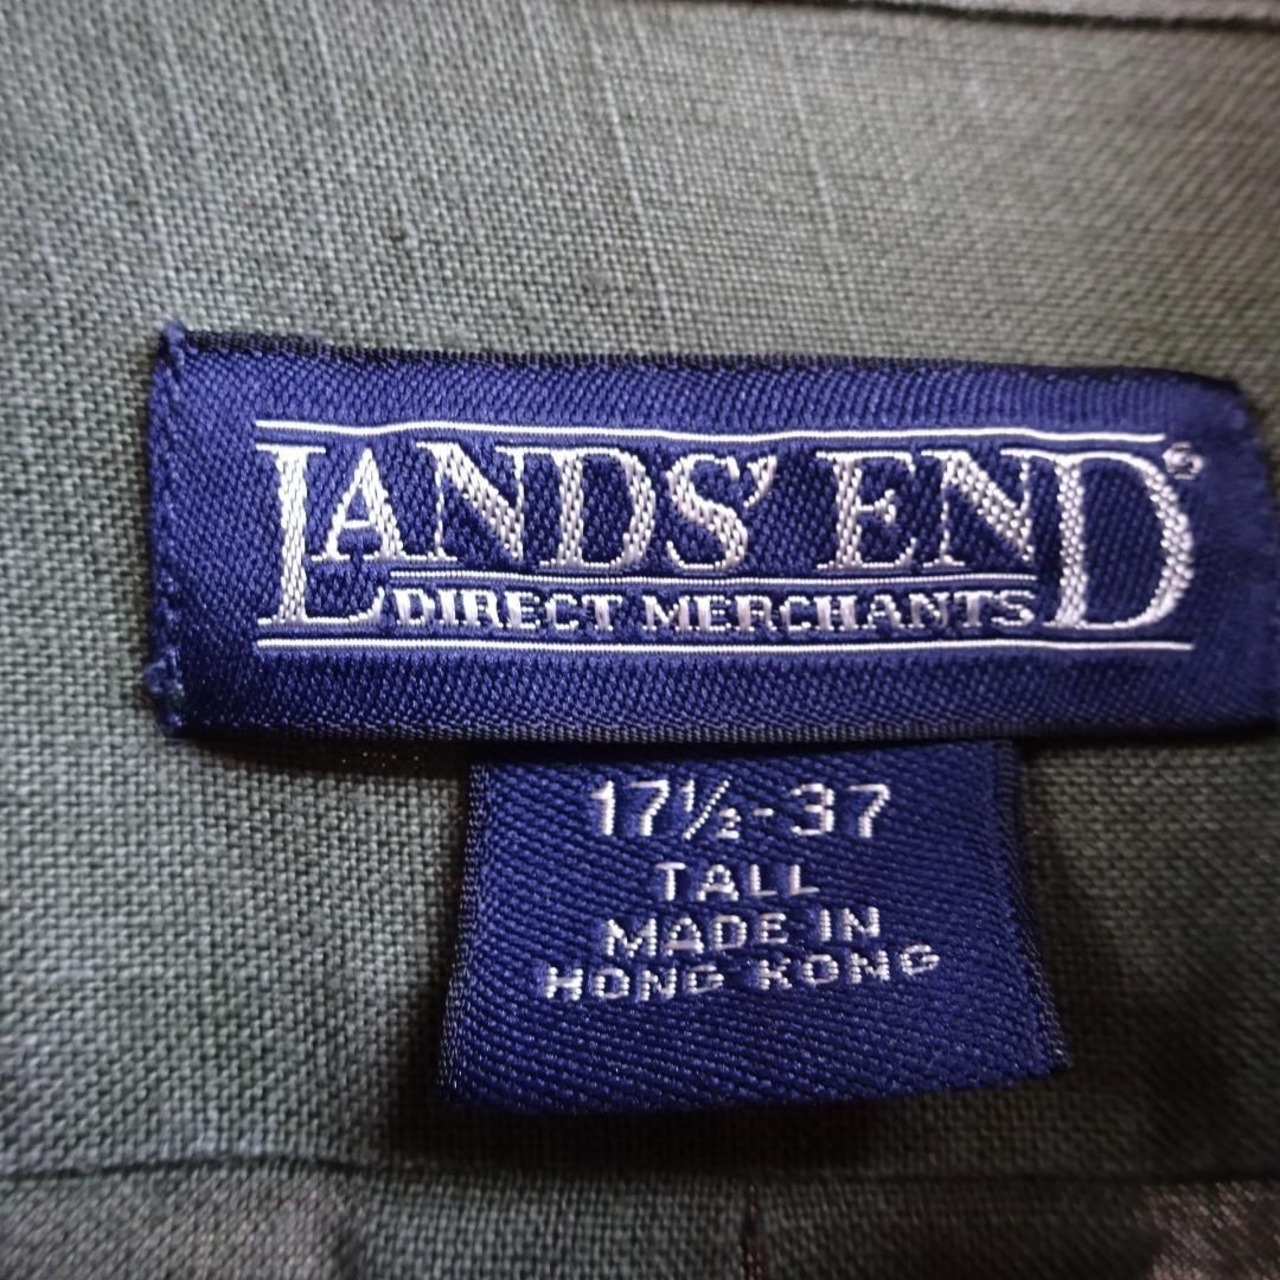 LANDS' END
DIRECT MERCHANTS
17½-37
TALL
MADE IN
HONG KONG